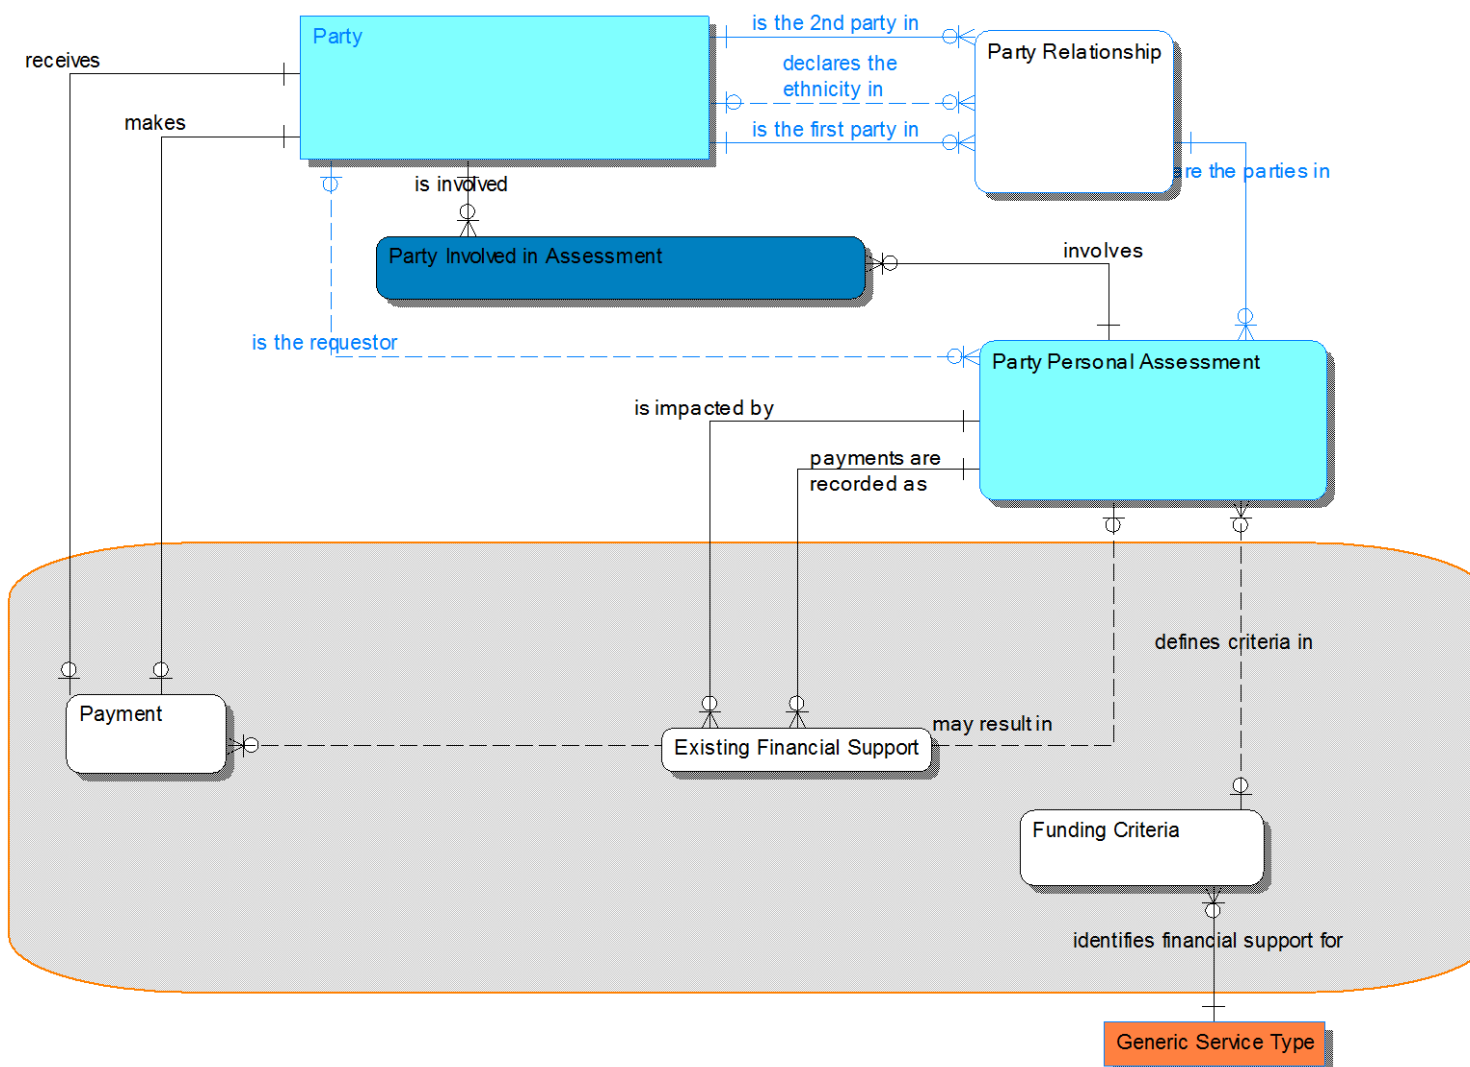 is the 2nd party in
Party
Party Relationship
receives
declares the
ethnicity in
makes
is the first party in
are the parties in
is involved
Party Involved in Assessment
involves
is the requestor
Party Personal Assessment
is impacted by
payments are
recorded as
defines criteria in
Payment
may result in
Existing Financial Support
Funding Criteria
identifies financial support for
Generic Service Type